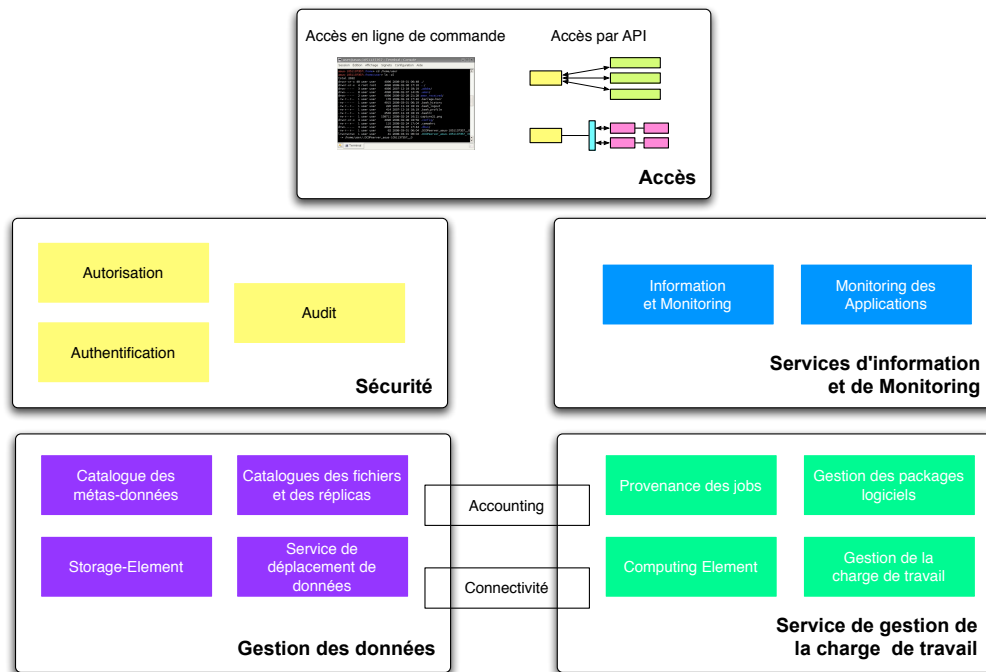 Accès en ligne de commande
Accès par API
Accès
Autorisation
Authentification
Audit
Sécurité
Information
et Monitoring
Monitoring des
Applications
Services d'information
et de Monitoring
Catalogue des
métas-données
Catalogues des fichiers
et des réplicas
Storage-Element
Service de
déplacement de
données
Gestion des données
Accounting
Connectivité
Provenance des jobs
Gestion des packages
logiciels
Computing Element
Gestion de la
charge de travail
Service de gestion de
la charge de travail